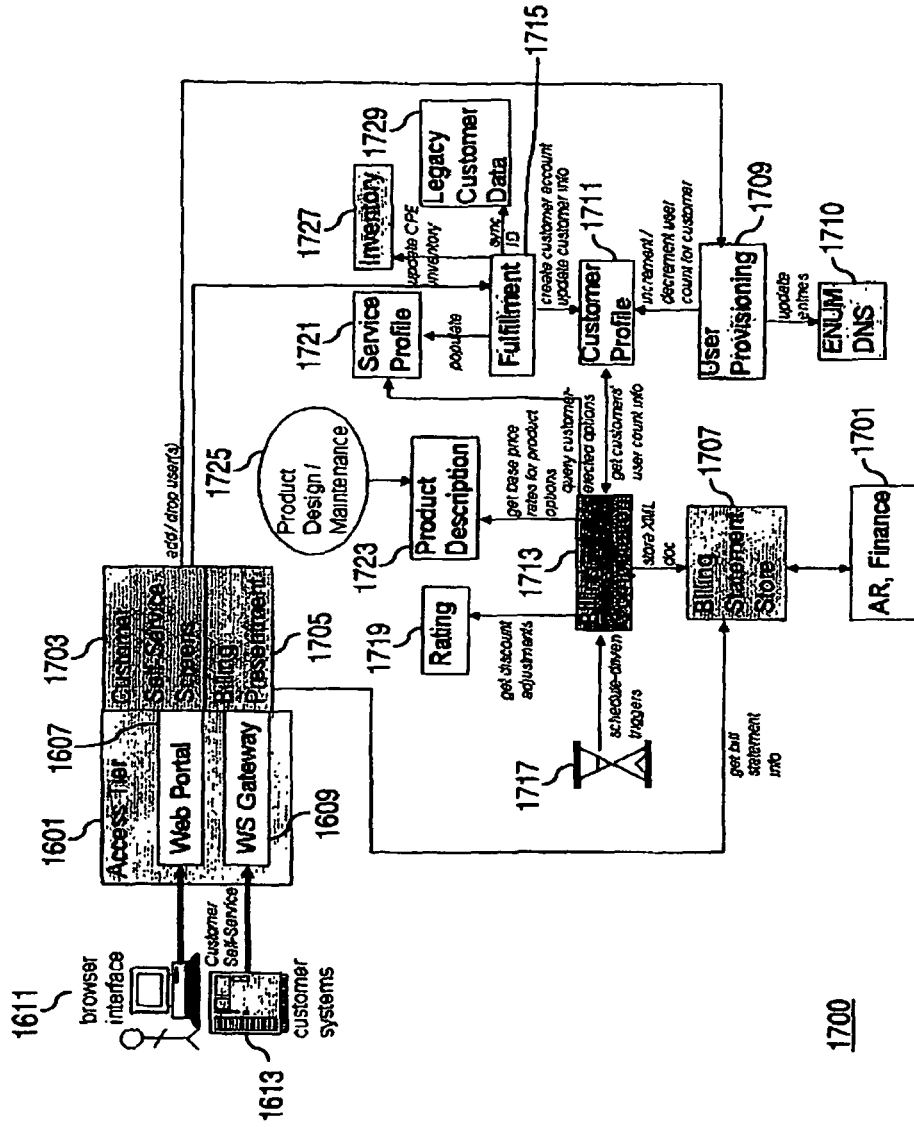 1611
browser
interface
1613
customer
systems
Customer
Self-Service
1601
Access Tier
1607
Web Portal
WS Gateway
1609
1703
Customer
Self-Service
Screens
Billing
Presentment
1705
add / drop user(s)
1725
Product
Design /
Maintenance
1723
Product
Description
1719
Rating
get discount
adjustments
get base price
rates for product
options
query customer-
elected options
get customers'
user count info
1717
schedule-driven
triggers
1713
Billing
store XML
doc
get bill
statement
info
1707
Billing
Statement
Store
1701
AR, Finance
1721
Service
Profile
populate
1727
Inventory
update CPE
inventory
1729
Legacy
Customer
Data
sync
ID
Fulfillment
1715
create customer account
update customer info
1711
Customer
Profile
increment/
decrement user
count for customer
1709
User
Provisioning
update
entries
1710
ENUM
DNS
1700